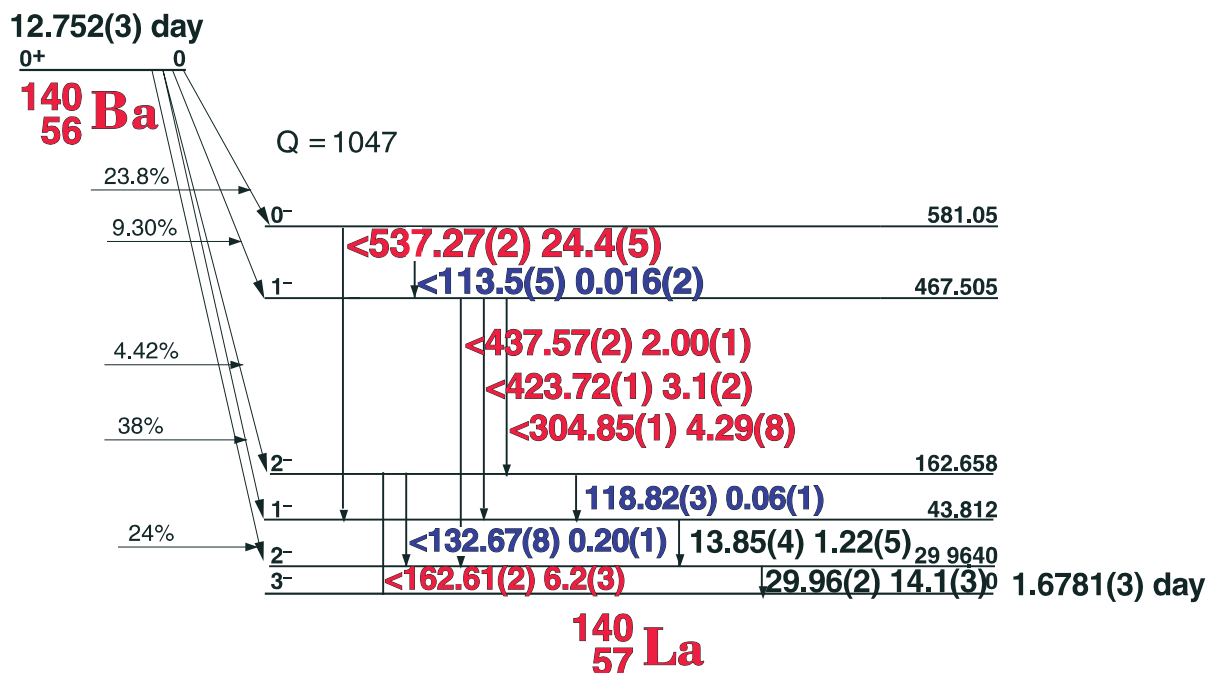 12.752(3) day
0+ 0
140
56 Ba
Q = 1047
23.8%
0– 581.05
9.30%
<537.27(2) 24.4(5)
<113.5(5) 0.016(2)
1– 467.505
<437.57(2) 2.00(1)
4.42%
<423.72(1) 3.1(2)
38%
<304.85(1) 4.29(8)
2– 162.658
118.82(3) 0.06(1)
1– 43.812
24%
<132.67(8) 0.20(1) 13.85(4) 1.22(5)
2– 29 9640
3– <162.61(2) 6.2(3) 29.96(2) 14.1(3) 0 1.6781(3) day
140
57 La